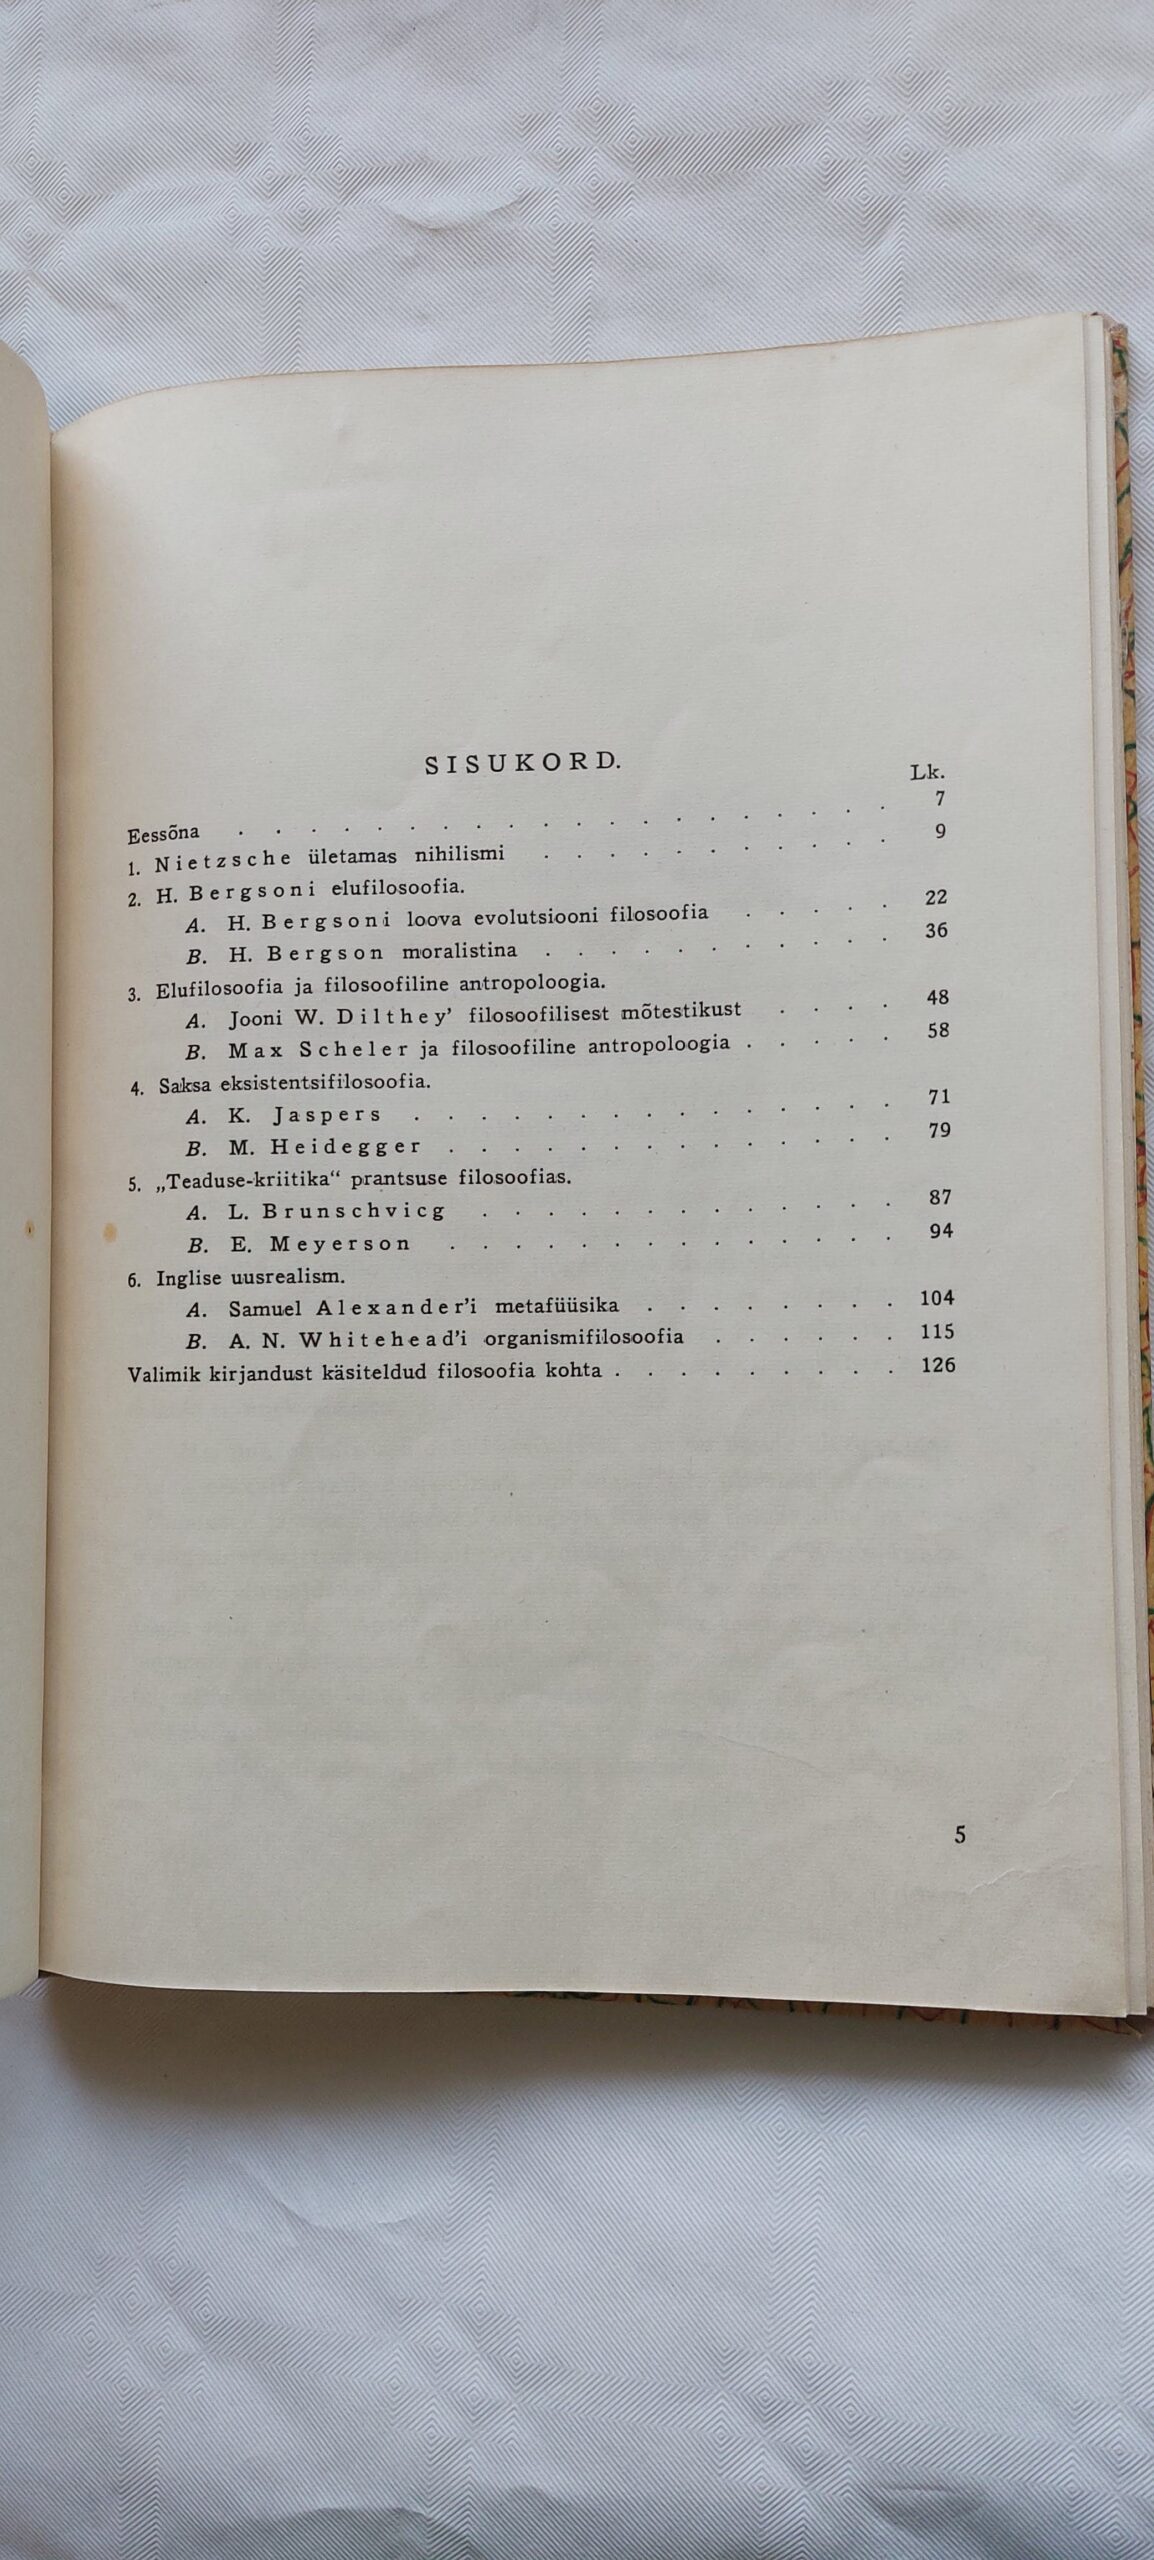 SISUKORD.
Lk.
Eessõna . . . . . . . . . . . . . . . . . . . . 7
1. Nietzsche ületamas nihilismi . . . . . . . . . . . 9
2. H. Bergsoni elufilosoofia.
A. H. Bergsoni loova evolutsiooni filosoofia . . . . . 22
B. H. Bergson moralistina . . . . . . . . . . . 36
3. Elufilosoofia ja filosoofiline antropoloogia.
A. Jooni W. Dilthey’ filosoofilisest mõtestikust . . . . 48
B. Max Scheler ja filosoofiline antropoloogia . . . . . 58
4. Saksa eksistentsifilosoofia.
A. K. Jaspers . . . . . . . . . . . . . . . 71
B. M. Heidegger . . . . . . . . . . . . . . 79
5. „Teaduse-kriitika“ prantsuse filosoofias.
A. L. Brunschvicg . . . . . . . . . . . . . 87
B. E. Meyerson . . . . . . . . . . . . . . 94
6. Inglise uusrealism.
A. Samuel Alexander’i metafüüsika . . . . . . . . 104
B. A. N. Whitehead’i organismifilosoofia . . . . . . 115
Valimik kirjandust käsiteldud filosoofia kohta . . . . . . . . . 126
5